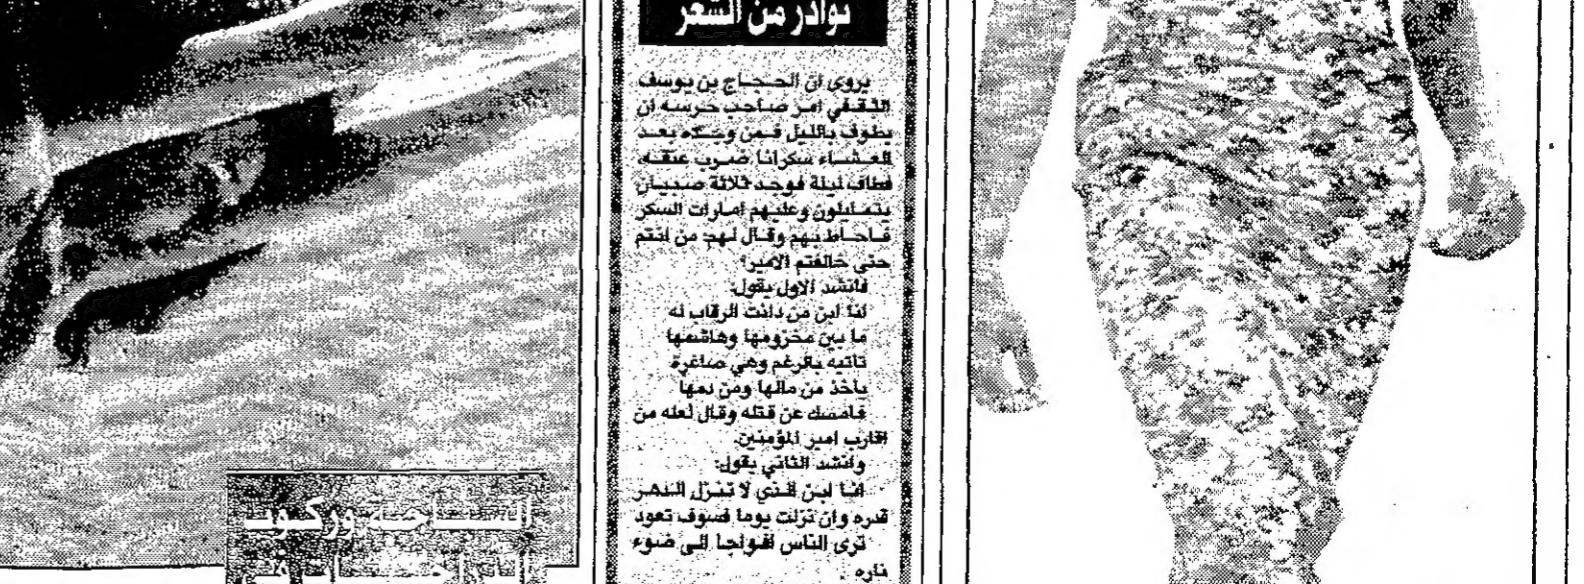 نوادر من الشعر
يروى ان الحجاج بن يوسف
الثقفي امر صاحب حرسه ان
يطوف بالليل فمن وجده بعد
العشاء سكرانا ضرب عنقه
فطاف ليلة فوجد ثلاثة صبيان
يتمايلون وعليهم امارات السكر
فاحاط بهم وقال لهم: من انتم
حتى خالفتم الامير؟
فانشد الاول يقول:
انا ابن من دانت الرقاب له
ما بين مخزومها وهاشمها
تاتيه بالرغم وهي صاغرة
يأخذ من مالها ومن دمها
فامسك عن قتله وقال لعله من
اقارب امير المؤمنين.
وانشد الثاني يقول:
انا ابن الذي لا تنزل الدهر
قدره وان نزلت يوما فسوف تعود
ترى الناس افواجا الى ضوء
ناره
السباحة وركوب